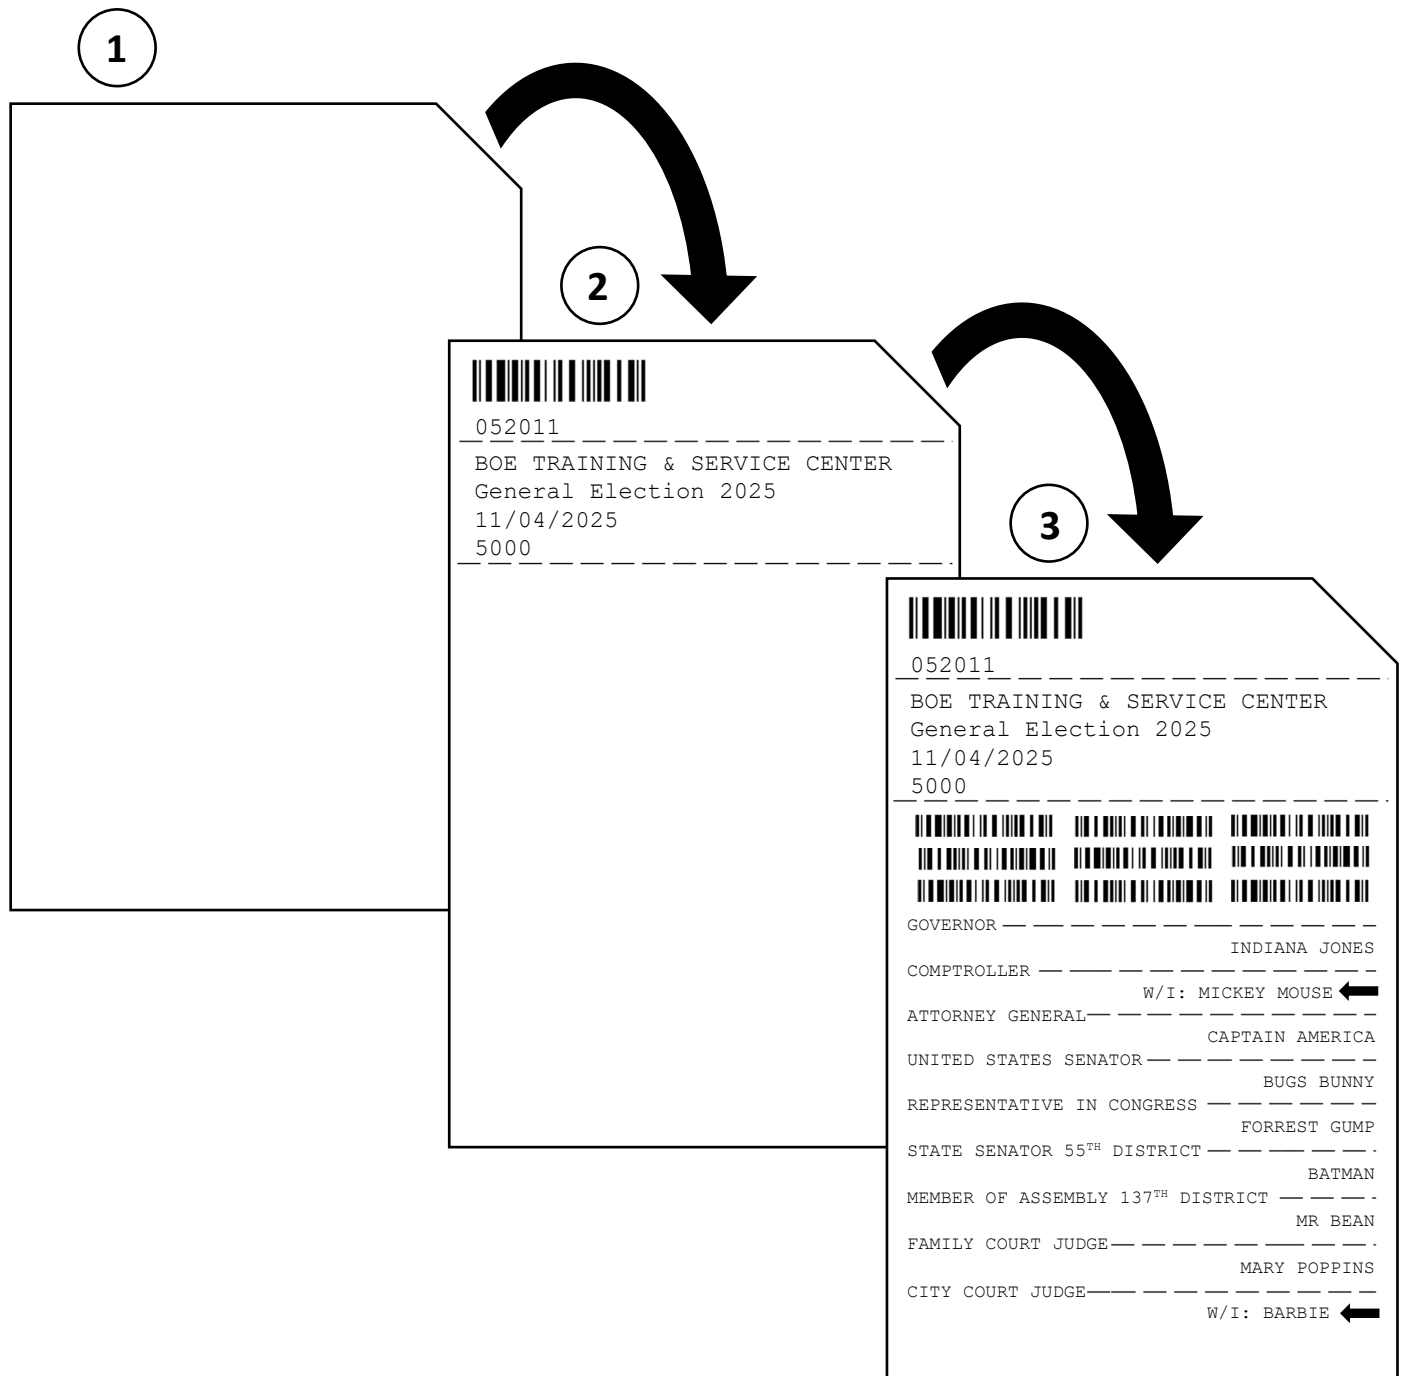 1
2
052011
BOE TRAINING & SERVICE CENTER
General Election 2025
11/04/2025
5000
3
052011
BOE TRAINING & SERVICE CENTER
General Election 2025
11/04/2025
5000
GOVERNOR
INDIANA JONES
COMPTROLLER
W/I: MICKEY MOUSE
ATTORNEY GENERAL
CAPTAIN AMERICA
UNITED STATES SENATOR
BUGS BUNNY
REPRESENTATIVE IN CONGRESS
FORREST GUMP
STATE SENATOR 55TH DISTRICT
BATMAN
MEMBER OF ASSEMBLY 137TH DISTRICT
MR BEAN
FAMILY COURT JUDGE
MARY POPPINS
CITY COURT JUDGE
W/I: BARBIE